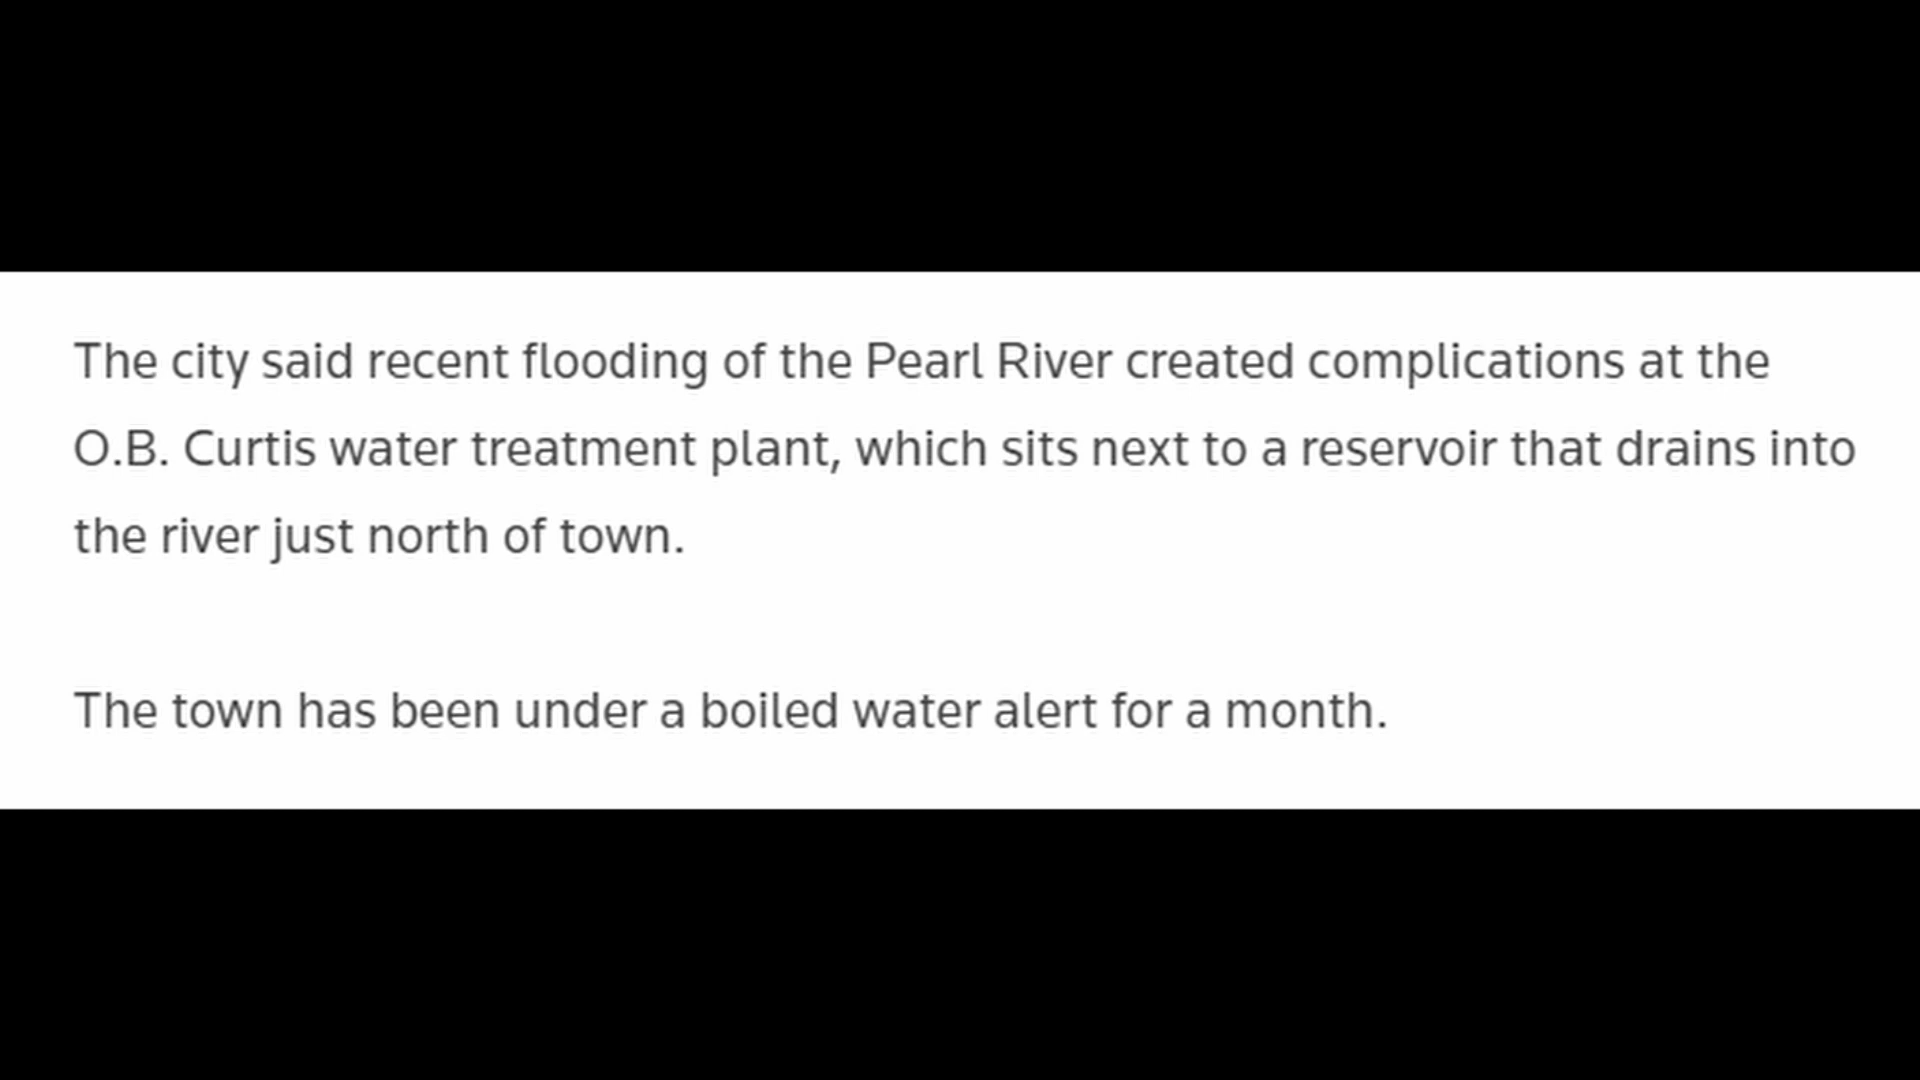 The city said recent flooding of the Pearl River created complications at the
O.B. Curtis water treatment plant, which sits next to a reservoir that drains into
the river just north of town.
The town has been under a boiled water alert for a month.